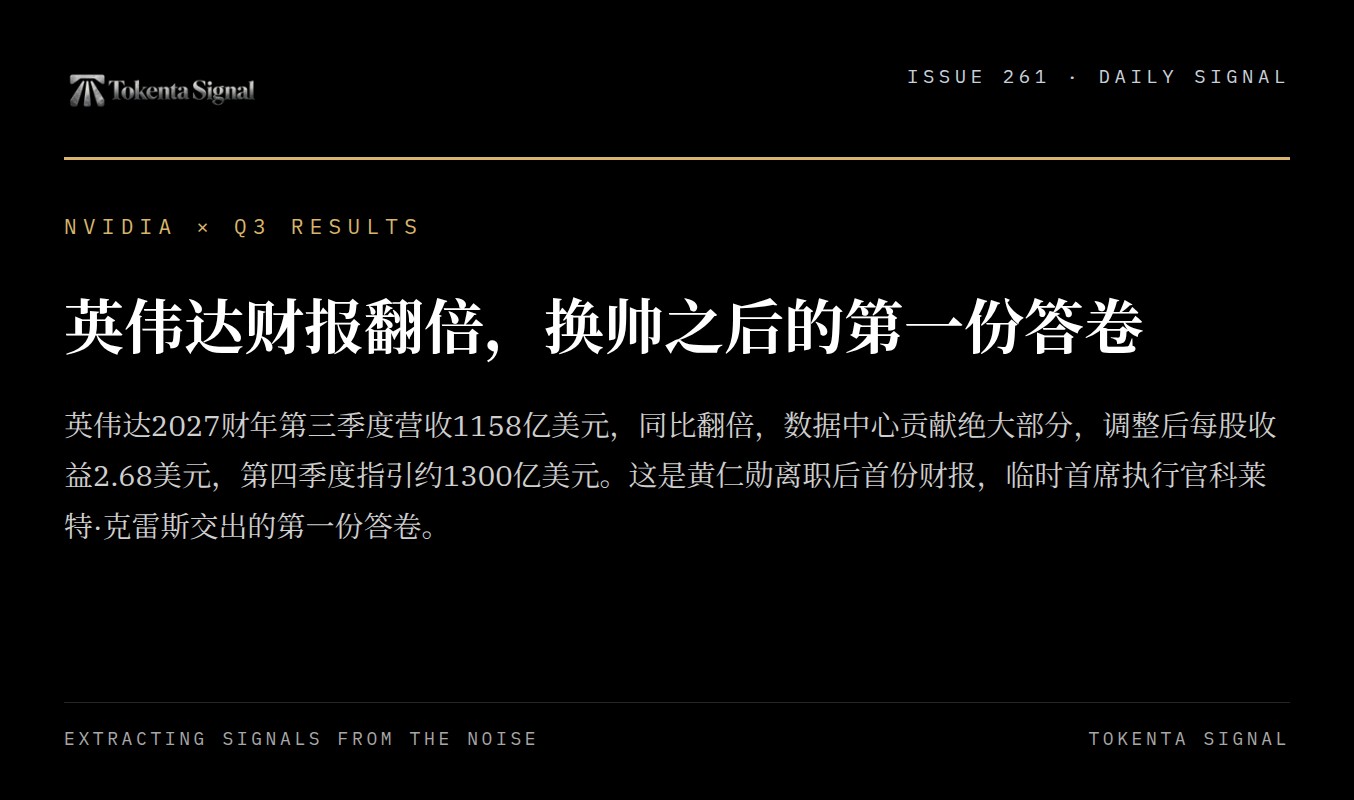 Tokenta Signal
ISSUE 261 · DAILY SIGNAL
NVIDIA × Q3 RESULTS
英伟达财报翻倍，换帅之后的第一份答卷
英伟达2027财年第三季度营收1158亿美元，同比翻倍，数据中心贡献绝大部分，调整后每股收
益2.68美元，第四季度指引约1300亿美元。这是黄仁勋离职后首份财报，临时首席执行官科莱
特·克雷斯交出的第一份答卷。
EXTRACTING SIGNALS FROM THE NOISE
TOKENTA SIGNAL